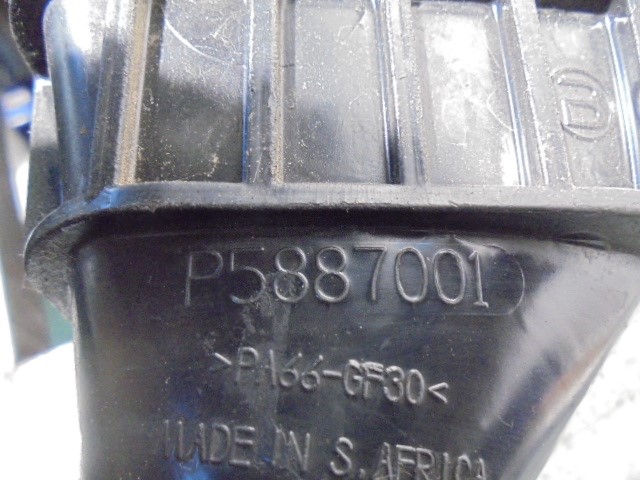 P5887001
>PA66-GF30<
MADE IN S. AFRICA